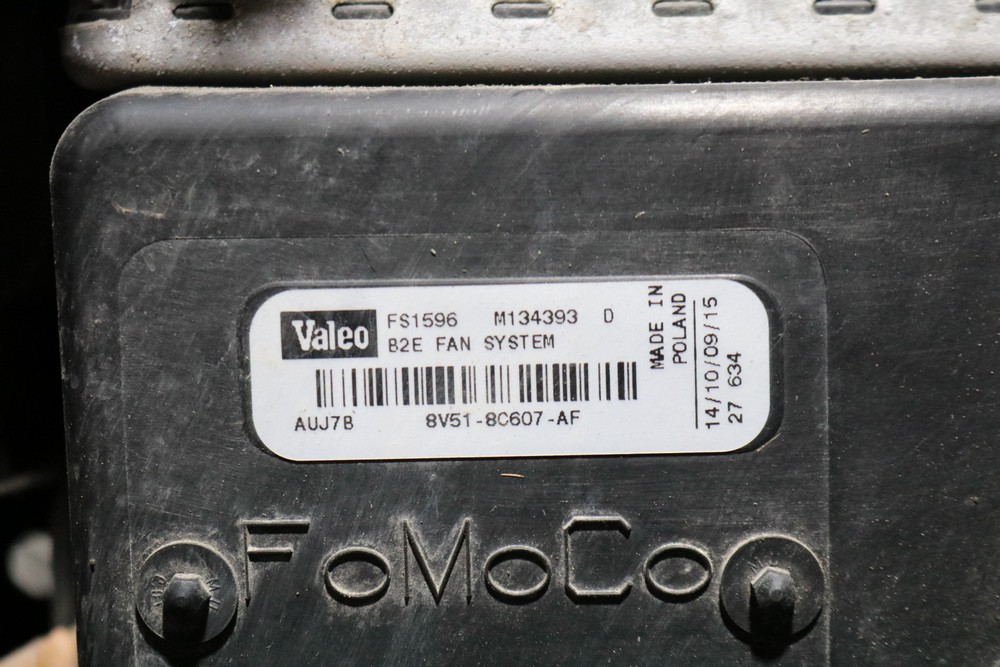 Valeo
FS1596 M134393 D
B2E FAN SYSTEM
AUJ7B 8V51-8C607-AF
MADE IN
POLAND
14/10/09/15
27 634
FoMoCo